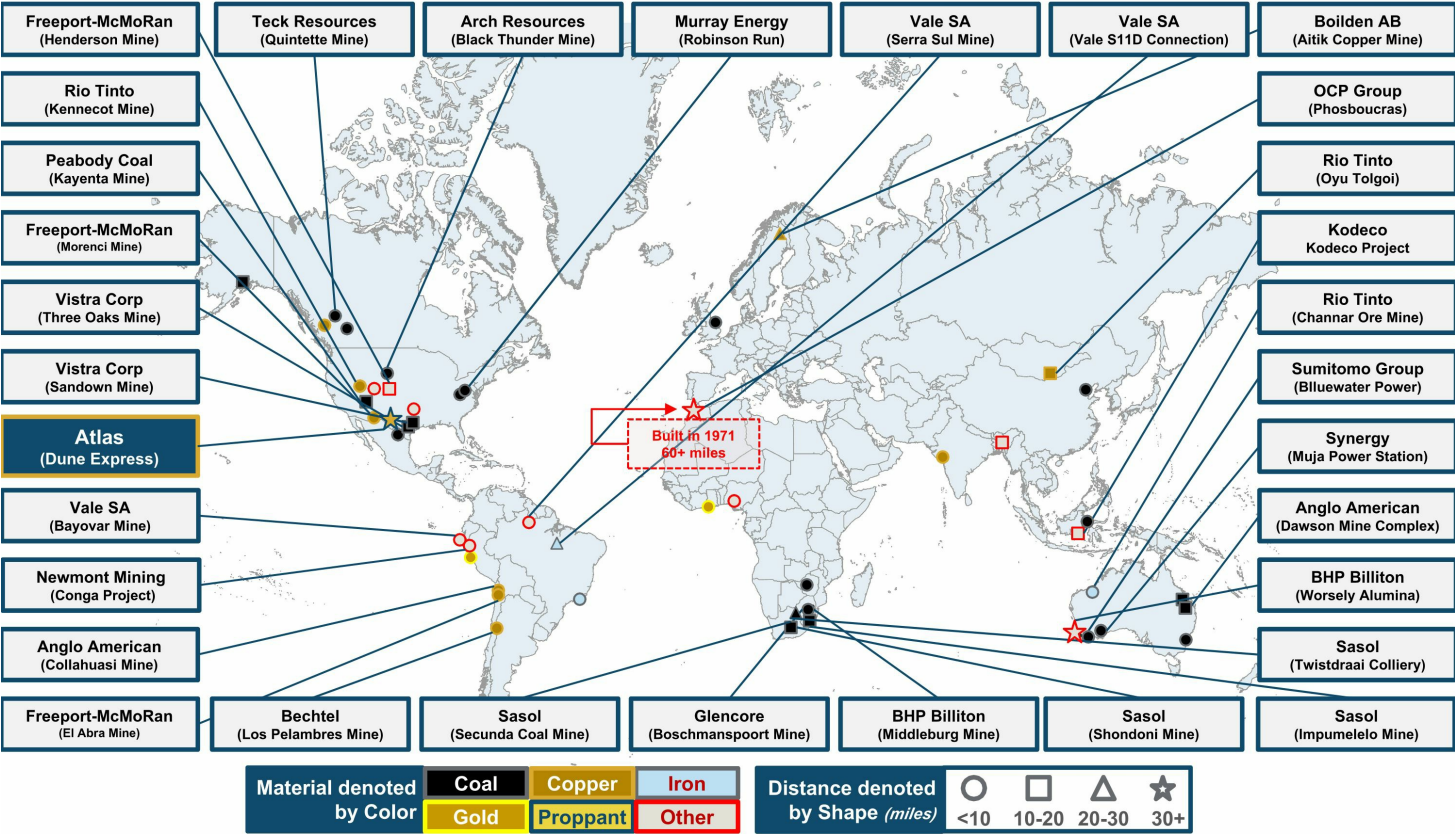 Freeport-McMoRan
(Henderson Mine)
Teck Resources
(Quintette Mine)
Arch Resources
(Black Thunder Mine)
Murray Energy
(Robinson Run)
Vale SA
(Serra Sul Mine)
Vale SA
(Vale S11D Connection)
Boilden AB
(Aitik Copper Mine)
Rio Tinto
(Kennecot Mine)
Peabody Coal
(Kayenta Mine)
Freeport-McMoRan
(Morenci Mine)
Vistra Corp
(Three Oaks Mine)
Vistra Corp
(Sandown Mine)
Atlas
(Dune Express)
Vale SA
(Bayovar Mine)
Newmont Mining
(Conga Project)
Anglo American
(Collahuasi Mine)
Freeport-McMoRan
(El Abra Mine)
Built in 1971
60+ miles
OCP Group
(Phosboucras)
Rio Tinto
(Oyu Tolgoi)
Kodeco
Kodeco Project
Rio Tinto
(Channar Ore Mine)
Sumitomo Group
(Blluewater Power)
Synergy
(Muja Power Station)
Anglo American
(Dawson Mine Complex)
BHP Billiton
(Worsely Alumina)
Sasol
(Twistdraai Colliery)
Bechtel
(Los Pelambres Mine)
Sasol
(Secunda Coal Mine)
Glencore
(Boschmanspoort Mine)
BHP Billiton
(Middleburg Mine)
Sasol
(Shondoni Mine)
Sasol
(Impumelelo Mine)
Material denoted
by Color
Coal
Copper
Iron
Gold
Proppant
Other
Distance denoted
by Shape (miles)
<10
10-20
20-30
30+